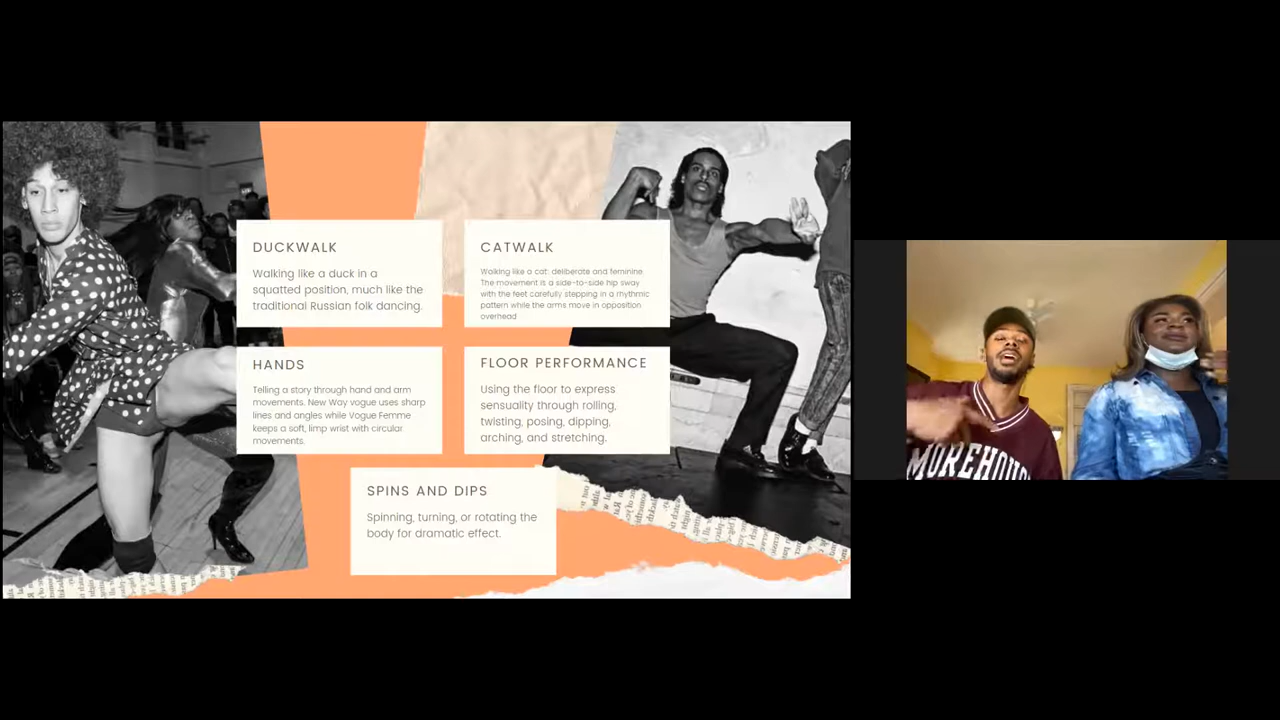 DUCKWALK
Walking like a duck in a
squatted position, much like the
traditional Russian folk dancing.
CATWALK
Walking like a cat: deliberate and feminine.
The movement is a side-to-side hip sway
with the feet carefully stepping in a rhythmic
pattern while the arms move in opposition
overhead
HANDS
Telling a story through hand and arm
movements. New Way vogue uses sharp
lines and angles while Vogue Femme
keeps a soft, limp wrist with circular
movements.
FLOOR PERFORMANCE
Using the floor to express
sensuality through rolling,
twisting, posing, dipping,
arching, and stretching.
SPINS AND DIPS
Spinning, turning, or rotating the
body for dramatic effect.